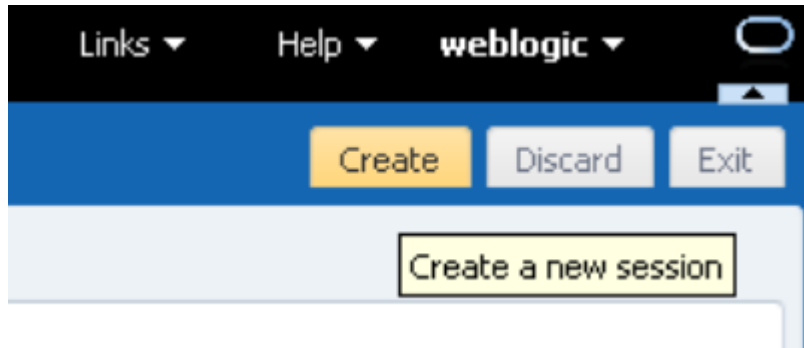 Links Help weblogic
Create Discard Exit
Create a new session